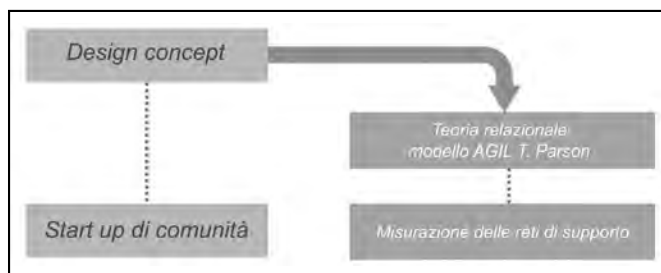 Design concept
Teoria relazionale
modello AGIL T. Parson
Start up di comunità
Misurazione delle reti di supporto